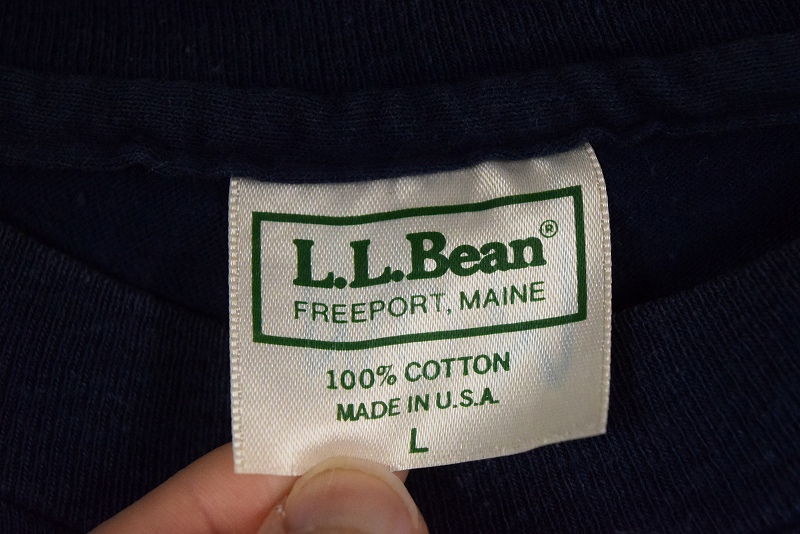 L.L.Bean®
FREEPORT, MAINE
100% COTTON
MADE IN U.S.A.
L